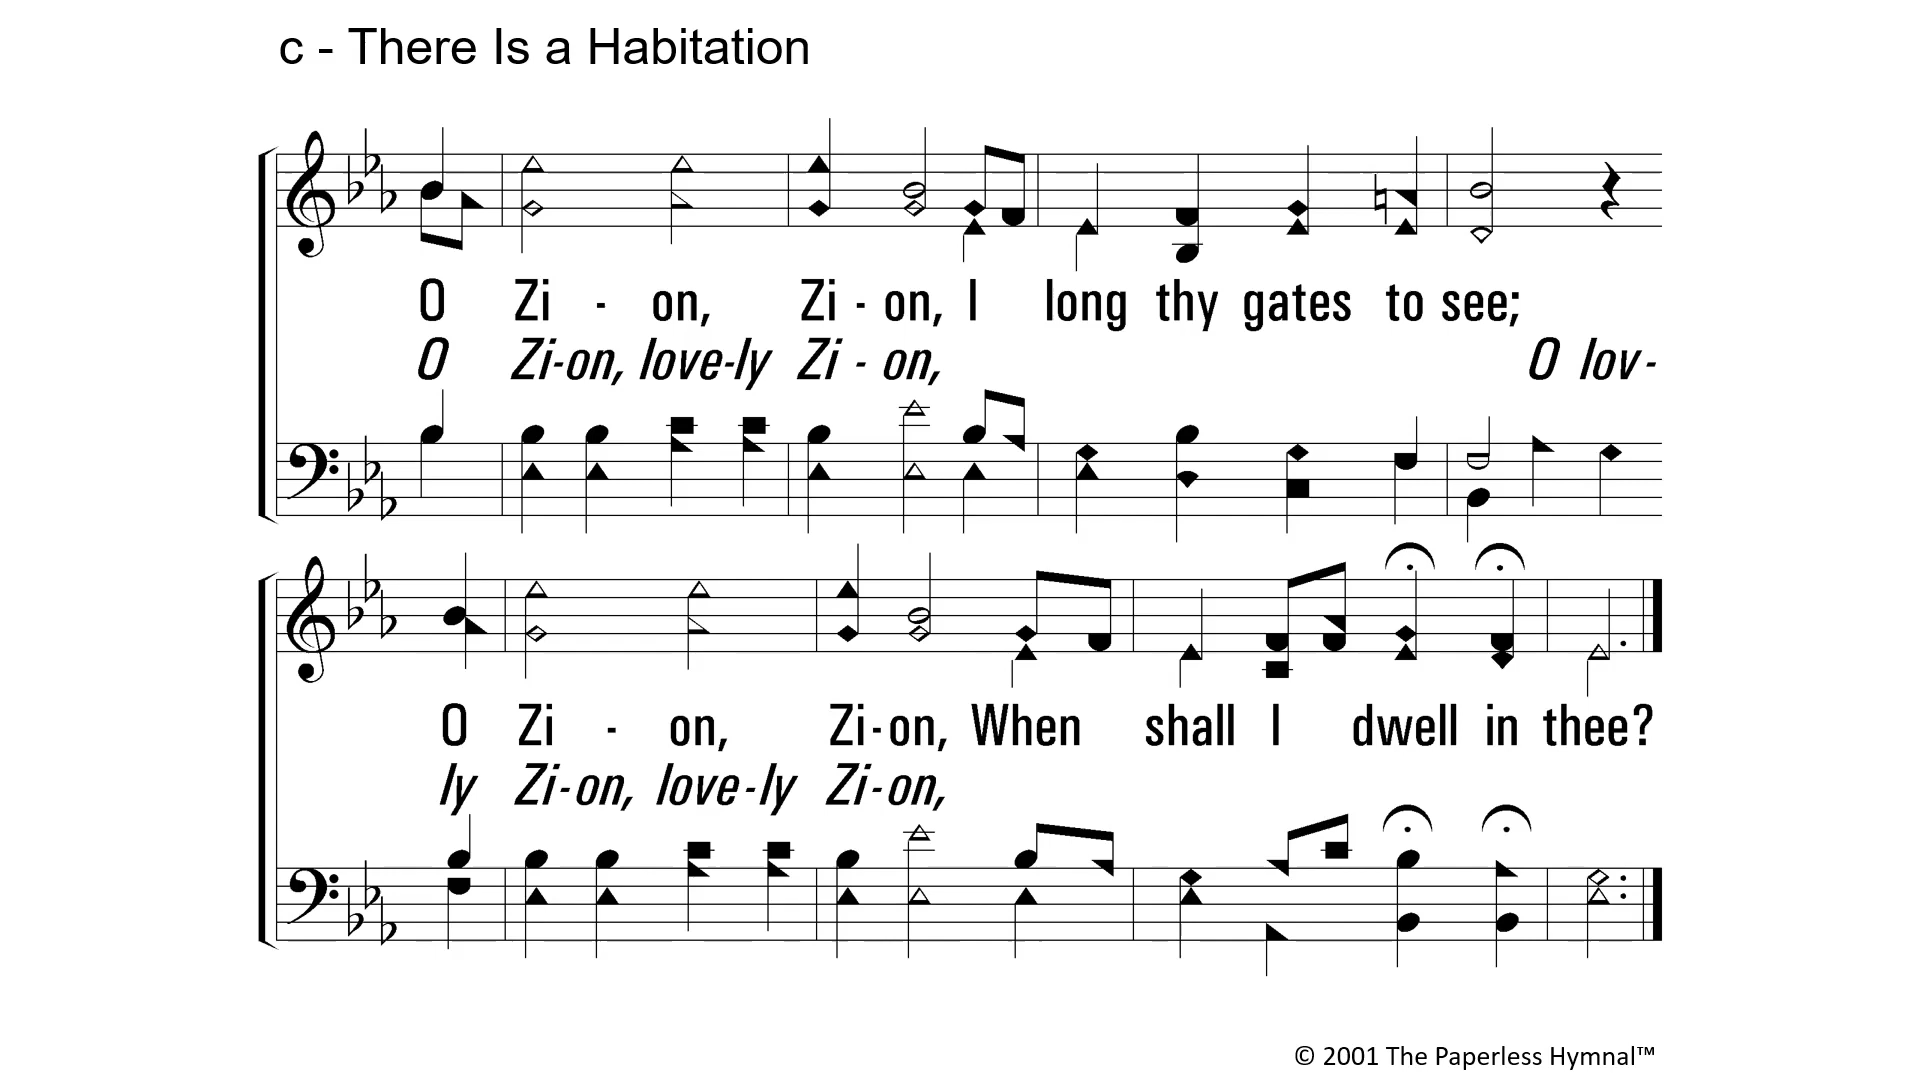 c - There Is a Habitation
O Zi - on, Zi - on, I long thy gates to see;
O Zi-on, love-ly Zi - on, O lov-
O Zi - on, Zi-on, When shall I dwell in thee?
ly Zi-on, love-ly Zi-on,
© 2001 The Paperless Hymnal™